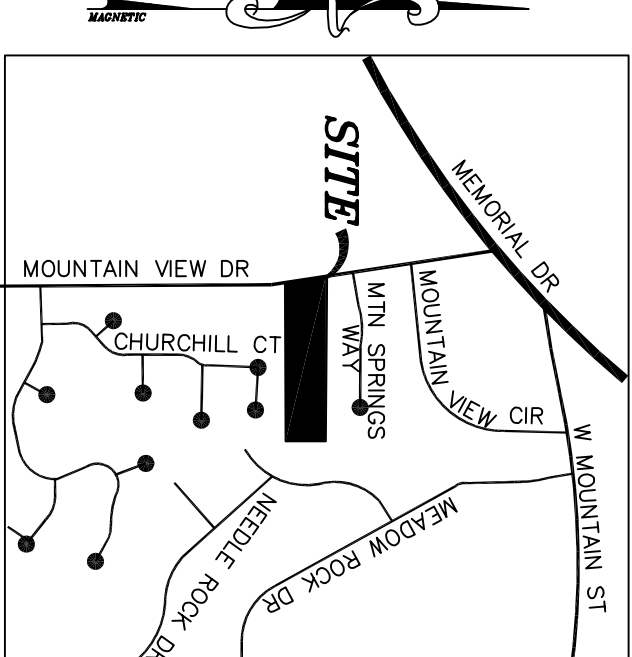 MAGNETIC
SITE
MEMORIAL DR
MOUNTAIN VIEW DR
CHURCHILL CT
MTN SPRINGS
WAY
MOUNTAIN VIEW CIR
W MOUNTAIN ST
MEADOW ROCK DR
NEEDLE ROCK DR